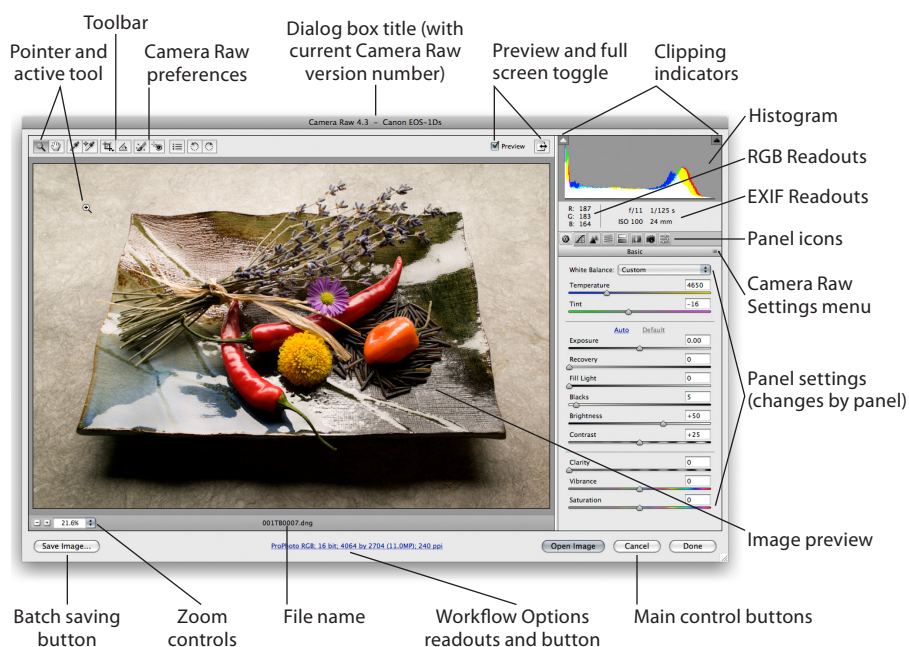 Toolbar
Pointer and
active tool
Camera Raw
preferences
Dialog box title (with
current Camera Raw
version number)
Preview and full
screen toggle
Clipping
indicators
Camera Raw 4.3 – Canon EOS-1Ds
Preview
Histogram
RGB Readouts
EXIF Readouts
Panel icons
Camera Raw
Settings menu
Panel settings
(changes by panel)
Image preview
R: 187
G: 183
B: 164
f/11 1/125 s
ISO 100 24 mm
Basic
White Balance: Custom
Temperature 4650
Tint -16
Auto Default
Exposure 0.00
Recovery 0
Fill Light 0
Blacks 5
Brightness +50
Contrast +25
Clarity 0
Vibrance 0
Saturation 0
21.6%
001TB0007.dng
Save Image...
ProPhoto RGB; 16 bit; 4064 by 2704 (11.0MP); 240 ppi
Open Image
Cancel
Done
Batch saving
button
Zoom
controls
File name
Workflow Options
readouts and button
Main control buttons